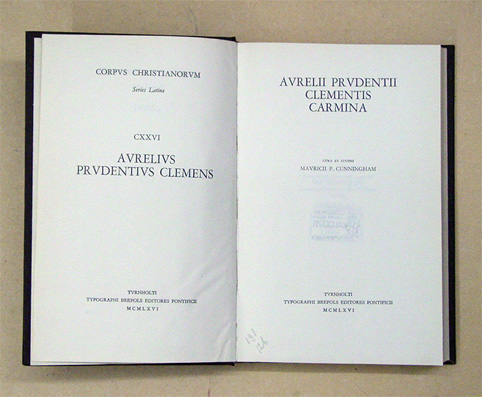 CORPVS CHRISTIANORVM
Series Latina
CXXVI
AVRELIVS
PRVDENTIVS CLEMENS
TVRNHOLTI
TYPOGRAPHI BREPOLS EDITORES PONTIFICII
MCMLXVI
AVRELII PRVDENTII
CLEMENTIS
CARMINA
CVRA ET STVDIO
MAVRICII P. CUNNINGHAM
TVRNHOLTI
TYPOGRAPHI BREPOLS EDITORES PONTIFICII
MCMLXVI